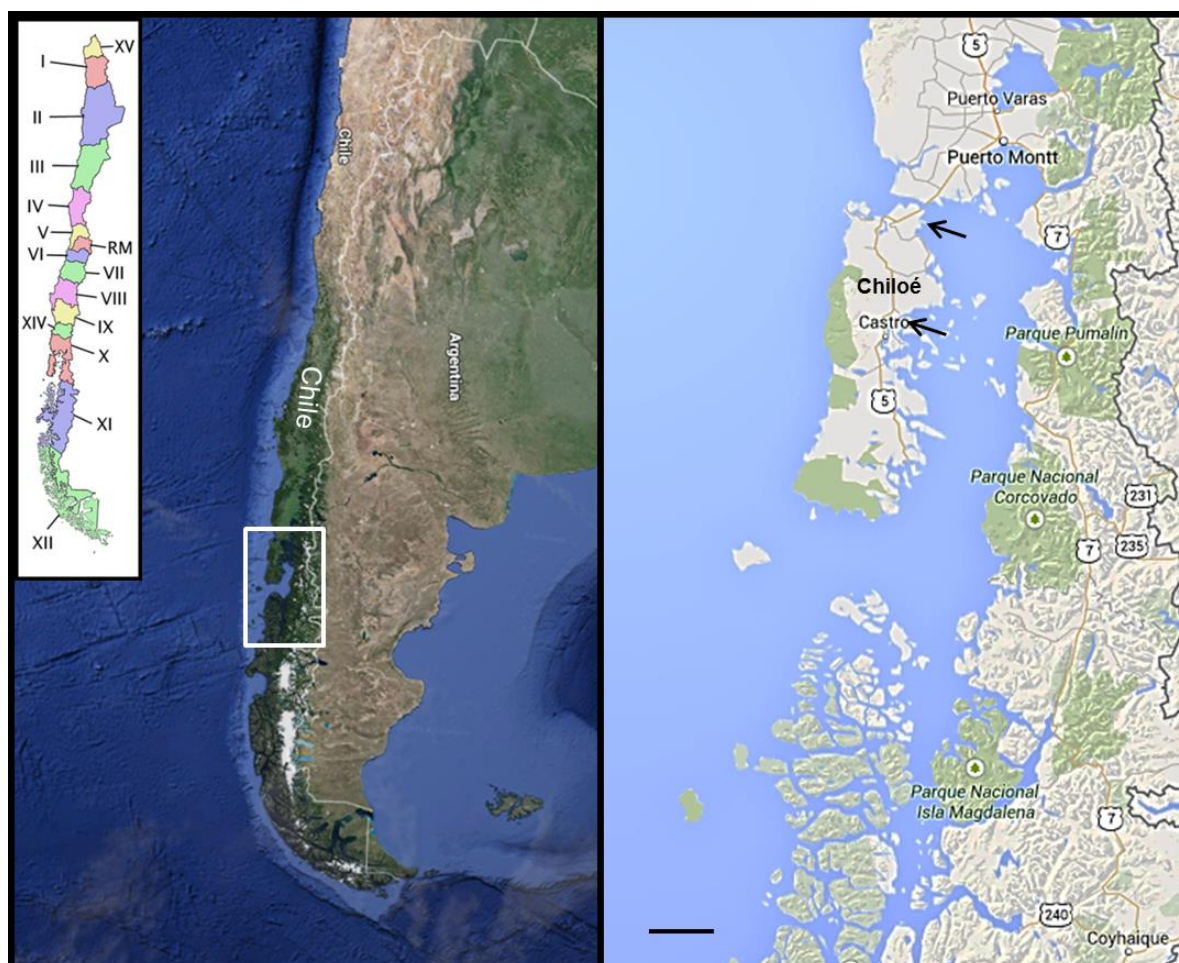 XV
I
II
III
IV
V
RM
VI
VII
VIII
XIV
IX
X
XI
XII
Chile
Chile
Argentina
5
Puerto Varas
Puerto Montt
7
Chiloé
Castro
Parque Pumalín
5
Parque Nacional
Corcovado
231
7
235
Parque Nacional
Isla Magdalena
7
240
Coyhaique